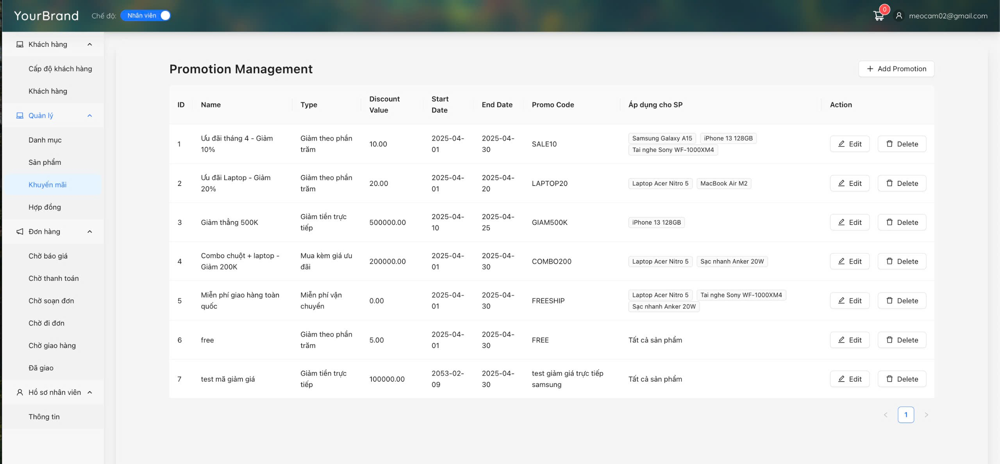 YourBrand
Chế độ: Nhân viên
0
meocam02@gmail.com
Khách hàng
Cấp độ khách hàng
Khách hàng
Quản lý
Danh mục
Sản phẩm
Khuyến mãi
Hợp đồng
Đơn hàng
Chờ báo giá
Chờ thanh toán
Chờ soạn đơn
Chờ đi đơn
Chờ giao hàng
Đã giao
Hồ sơ nhân viên
Thông tin
Promotion Management
Add Promotion
ID
Name
Type
Discount
Value
Start
Date
End Date
Promo Code
Áp dụng cho SP
Action
1
Ưu đãi tháng 4 - Giảm
10%
Giảm theo phần
trăm
10.00
2025-04-
01
2025-04-
30
SALE10
Samsung Galaxy A15 iPhone 13 128GB
Tai nghe Sony WF-1000XM4
Edit
Delete
2
Ưu đãi Laptop - Giảm
20%
Giảm theo phần
trăm
20.00
2025-04-
01
2025-04-
20
LAPTOP20
Laptop Acer Nitro 5 MacBook Air M2
Edit
Delete
3
Giảm thẳng 500K
Giảm tiền trực
tiếp
500000.00
2025-04-
10
2025-04-
25
GIAM500K
iPhone 13 128GB
Edit
Delete
4
Combo chuột + laptop -
Giảm 200K
Mua kèm giá ưu
đãi
200000.00
2025-04-
01
2025-04-
30
COMBO200
Laptop Acer Nitro 5 Sạc nhanh Anker 20W
Edit
Delete
5
Miễn phí giao hàng toàn
quốc
Miễn phí vận
chuyển
0.00
2025-04-
01
2025-04-
30
FREESHIP
Laptop Acer Nitro 5 Tai nghe Sony WF-1000XM4
Sạc nhanh Anker 20W
Edit
Delete
6
free
Giảm theo phần
trăm
5.00
2025-04-
01
2025-04-
30
FREE
Tất cả sản phẩm
Edit
Delete
7
test mã giảm giá
Giảm tiền trực
tiếp
100000.00
2053-02-
09
2025-04-
30
test giảm giá trực tiếp
samsung
Tất cả sản phẩm
Edit
Delete
1